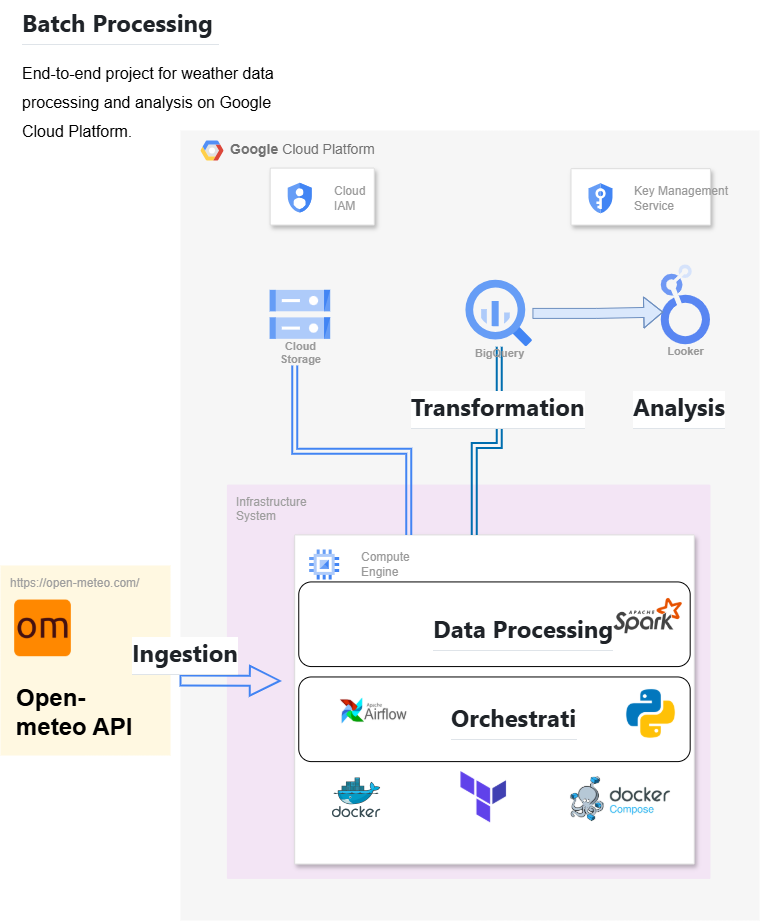 Batch Processing
End-to-end project for weather data
processing and analysis on Google
Cloud Platform.
Google Cloud Platform
Cloud
IAM
Key Management
Service
Cloud
Storage
BigQuery
Looker
Transformation
Analysis
Infrastructure
System
Compute
Engine
https://open-meteo.com/
om
Open-
meteo API
Ingestion
Data Processing
APACHE
Spark
Apache
Airflow
Orchestrati
docker
docker
Compose